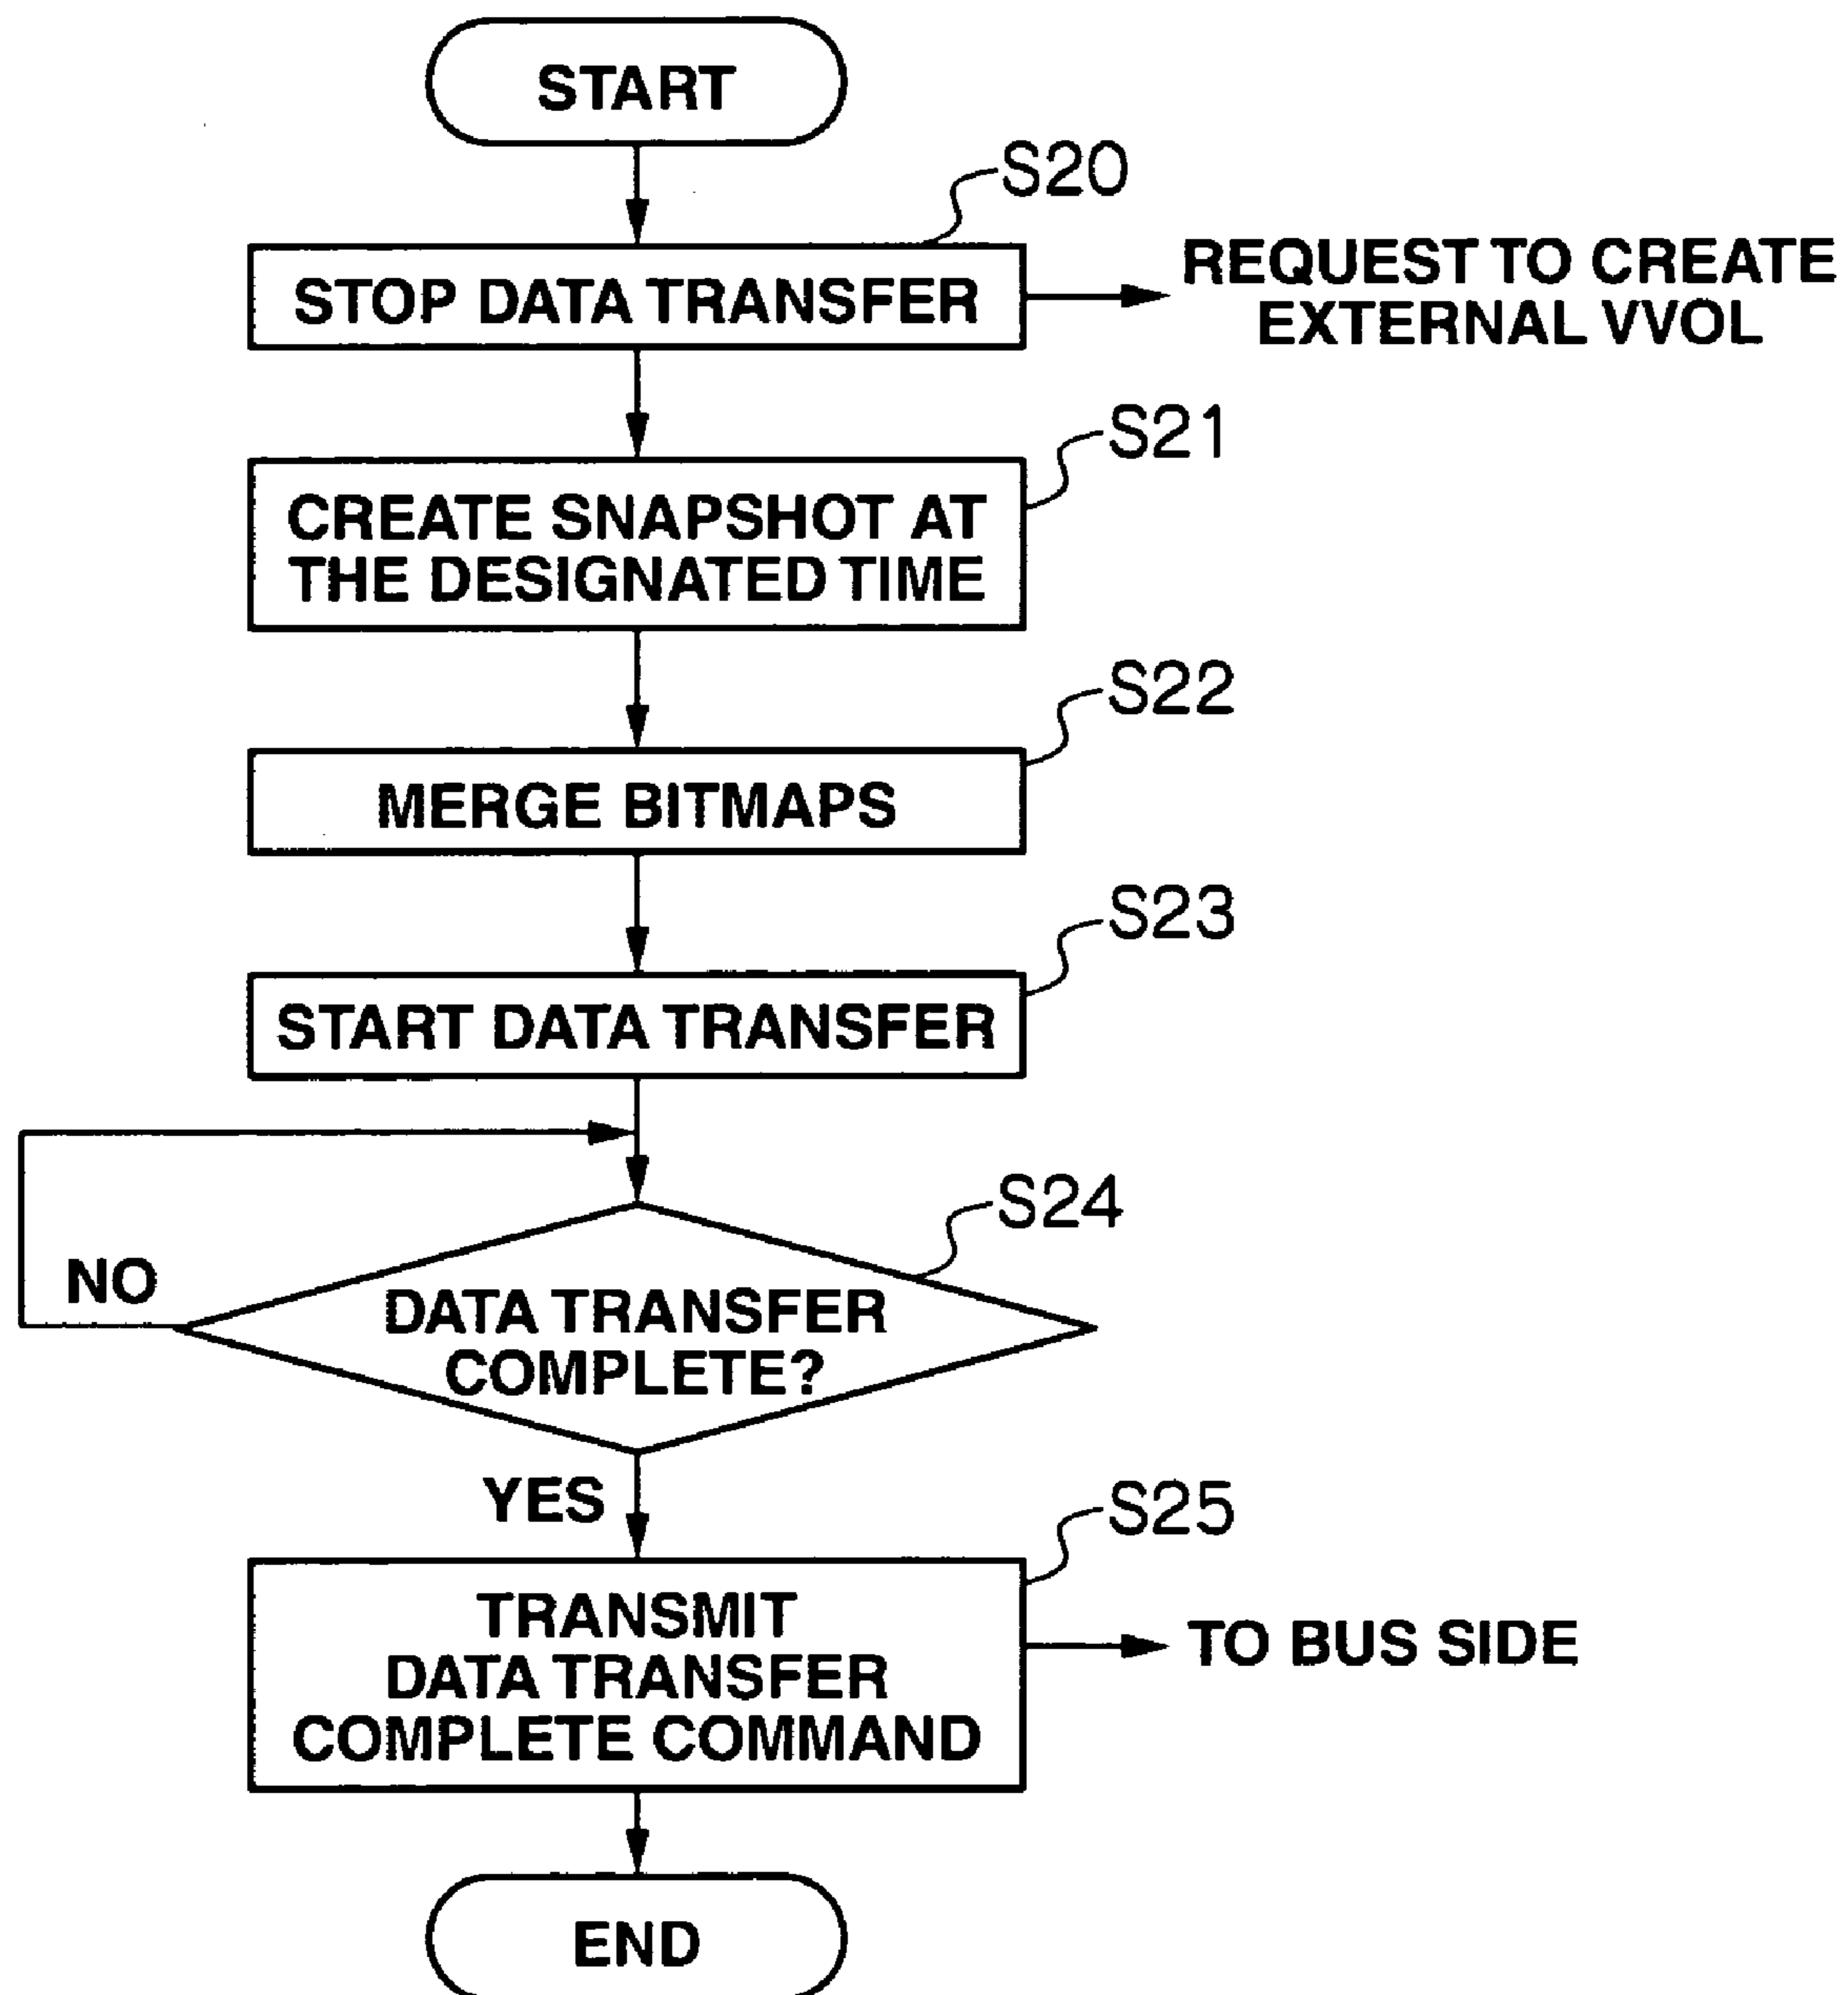 START
S20
STOP DATA TRANSFER
REQUEST TO CREATE
EXTERNAL VVOL
S21
CREATE SNAPSHOT AT
THE DESIGNATED TIME
S22
MERGE BITMAPS
S23
START DATA TRANSFER
S24
NO
DATA TRANSFER
COMPLETE?
YES
S25
TRANSMIT
DATA TRANSFER
COMPLETE COMMAND
TO BUS SIDE
END